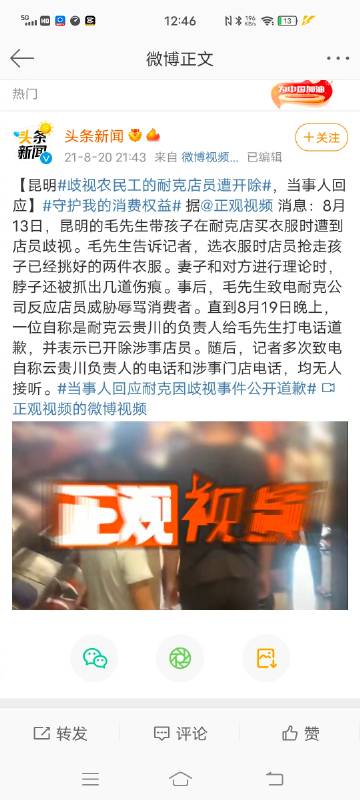 5G
HD
12:46
196
KB/s
13
微博正文
热门
为中国加油
头条
新闻
头条新闻
+关注
21-8-20 21:43 来自 微博视频... 已编辑
【昆明#歧视农民工的耐克店员遭开除#，当事人回
应】#守护我的消费权益# 据@正观视频 消息：8月
13日，昆明的毛先生带孩子在耐克店买衣服时遭到
店员歧视。毛先生告诉记者，选衣服时店员抢走孩
子已经挑好的两件衣服。妻子和对方进行理论时，
脖子还被抓出几道伤痕。事后，毛先生致电耐克公
司反应店员威胁辱骂消费者。直到8月19日晚上，
一位自称是耐克云贵川的负责人给毛先生打电话道
歉，并表示已开除涉事店员。随后，记者多次致电
自称云贵川负责人的电话和涉事门店电话，均无人
接听。#当事人回应耐克因歧视事件公开道歉#
正观视频的微博视频
正观视频
转发
评论
赞